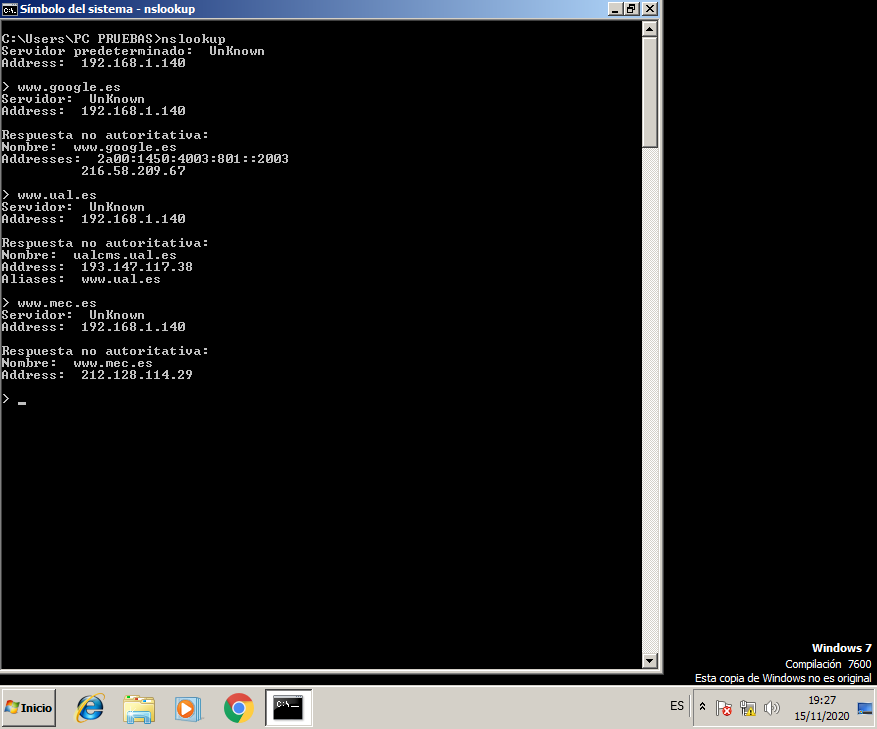 Símbolo del sistema - nslookup
C:\Users\PC PRUEBAS>nslookup
Servidor predeterminado:  UnKnown
Address:  192.168.1.140
> www.google.es
Servidor:  UnKnown
Address:  192.168.1.140
Respuesta no autoritativa:
Nombre:  www.google.es
Addresses:  2a00:1450:4003:801::2003
216.58.209.67
> www.ual.es
Servidor:  UnKnown
Address:  192.168.1.140
Respuesta no autoritativa:
Nombre:  ualcms.ual.es
Address:  193.147.117.38
Aliases:  www.ual.es
> www.mec.es
Servidor:  UnKnown
Address:  192.168.1.140
Respuesta no autoritativa:
Nombre:  www.mec.es
Address:  212.128.114.29
> _
Windows 7
Compilación 7600
Esta copia de Windows no es original
Inicio
ES
19:27
15/11/2020